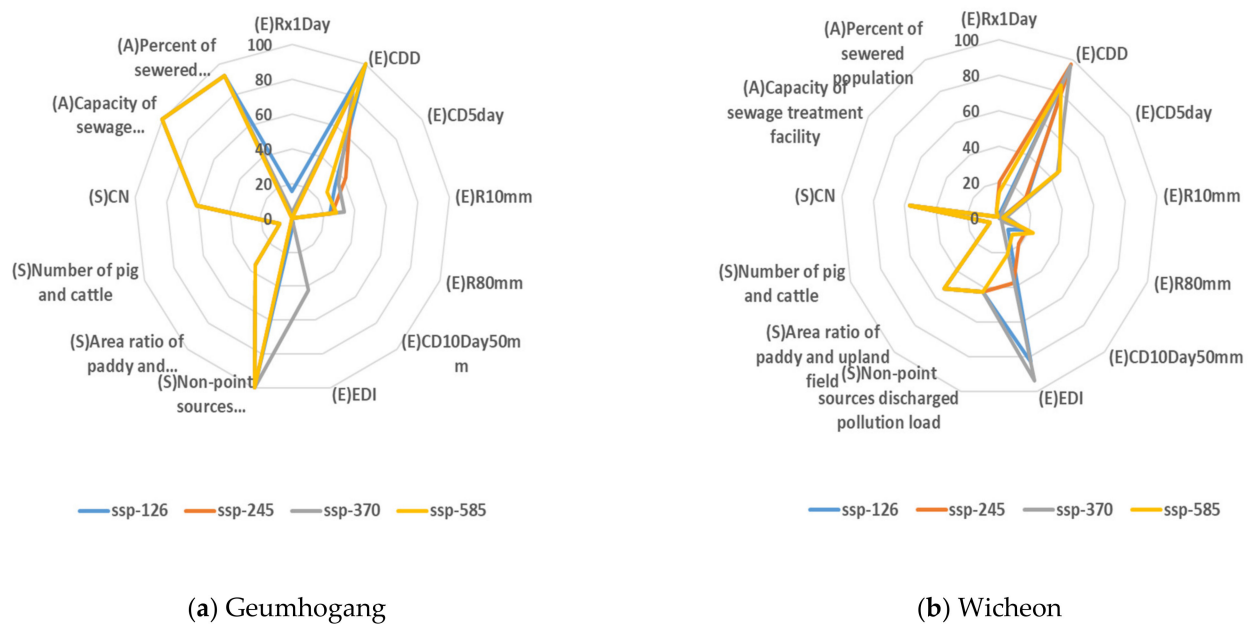 (E)Rx1Day
100
80
60
40
20
0
(E)CDD
(E)CD5day
(E)R10mm
(E)R80mm
(E)CD10Day50m
m
(E)EDI
(S)Non-point
sources...
(S)Area ratio of
paddy and...
(S)Number of pig
and cattle
(S)CN
(A)Capacity of
sewage...
(A)Percent of
sewered...
ssp-126 ssp-245 ssp-370 ssp-585
(a) Geumhogang
(E)Rx1Day
100
80
60
40
20
0
(E)CDD
(E)CD5day
(E)R10mm
(E)R80mm
(E)CD10Day50mm
(E)EDI
(S)Non-point
sources discharged
pollution load
(S)Area ratio of
paddy and upland
field
(S)Number of pig
and cattle
(S)CN
(A)Capacity of
sewage treatment
facility
(A)Percent of
sewered
population
ssp-126 ssp-245 ssp-370 ssp-585
(b) Wicheon